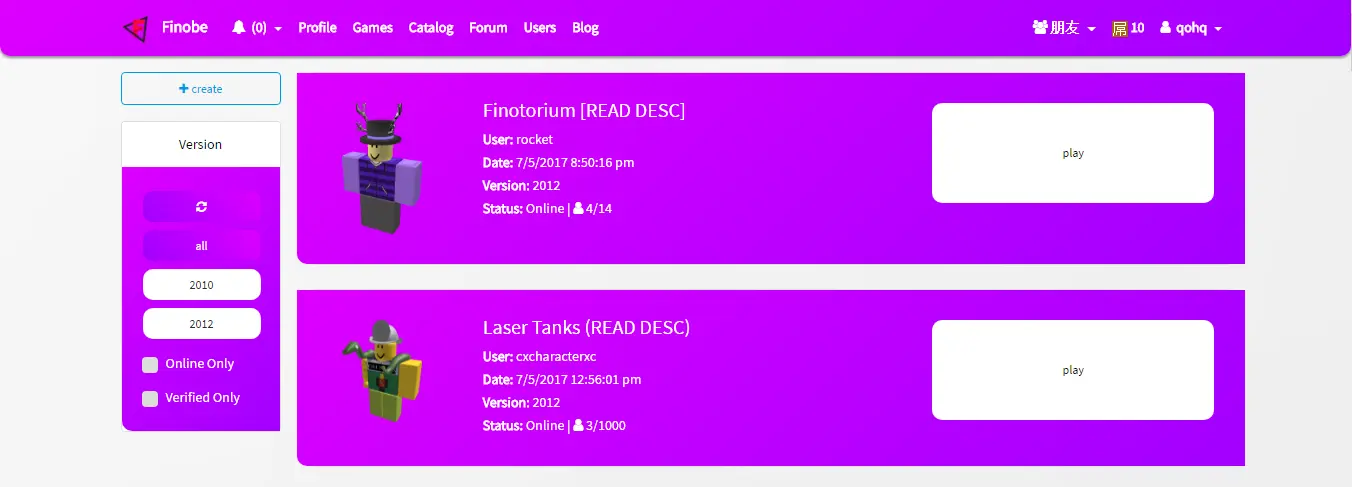 Finobe (0) Profile Games Catalog Forum Users Blog 朋友 屌 10 qohq
create
Version
all
2010
2012
Online Only
Verified Only
Finotorium [READ DESC]
User: rocket
Date: 7/5/2017 8:50:16 pm
Version: 2012
Status: Online | 4/14
play
Laser Tanks (READ DESC)
User: cxcharacterxc
Date: 7/5/2017 12:56:01 pm
Version: 2012
Status: Online | 3/1000
play